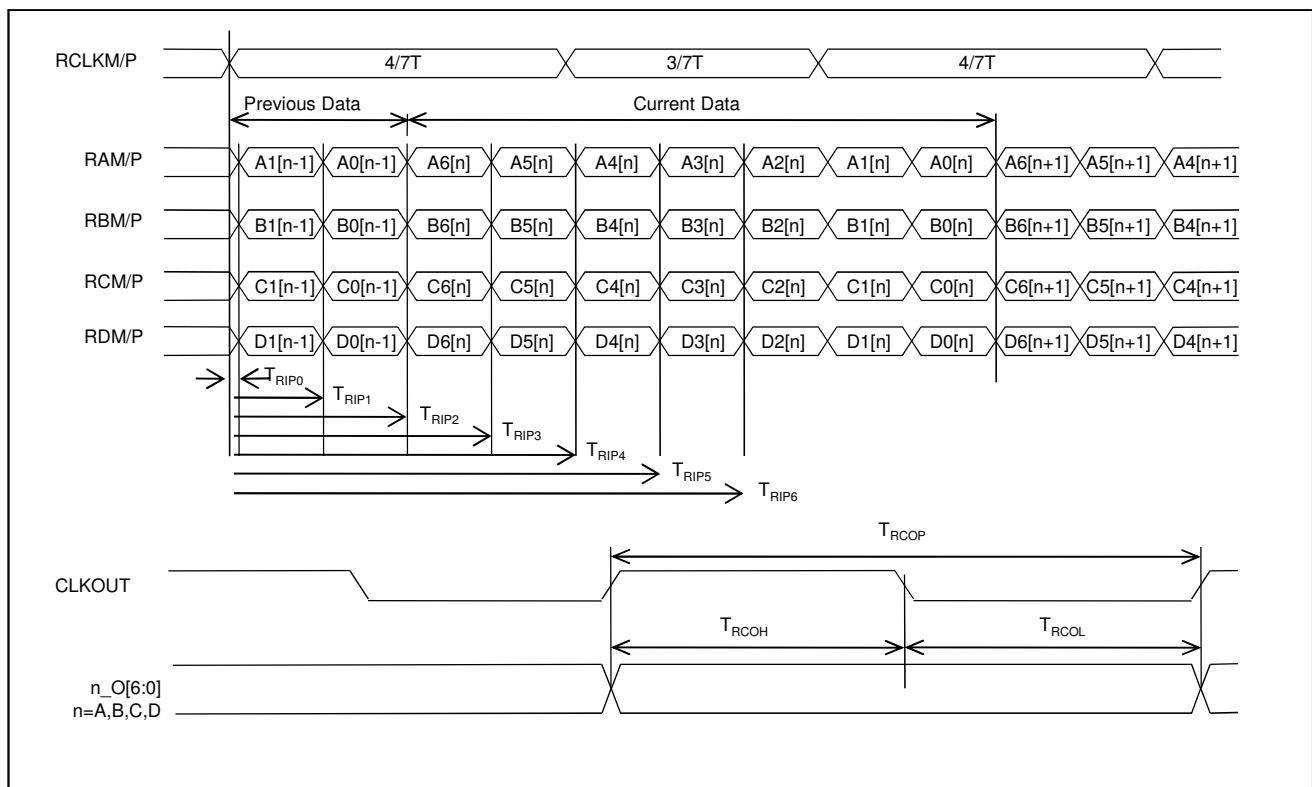 RCLKM/P 4/7T 3/7T 4/7T
Previous Data Current Data
RAM/P A1[n-1] A0[n-1] A6[n] A5[n] A4[n] A3[n] A2[n] A1[n] A0[n] A6[n+1] A5[n+1] A4[n+1]
RBM/P B1[n-1] B0[n-1] B6[n] B5[n] B4[n] B3[n] B2[n] B1[n] B0[n] B6[n+1] B5[n+1] B4[n+1]
RCM/P C1[n-1] C0[n-1] C6[n] C5[n] C4[n] C3[n] C2[n] C1[n] C0[n] C6[n+1] C5[n+1] C4[n+1]
RDM/P D1[n-1] D0[n-1] D6[n] D5[n] D4[n] D3[n] D2[n] D1[n] D0[n] D6[n+1] D5[n+1] D4[n+1]
TRIP0
TRIP1
TRIP2
TRIP3
TRIP4
TRIP5
TRIP6
TRCOP
CLKOUT
TRCOH TRCOL
n_O[6:0]
n=A,B,C,D